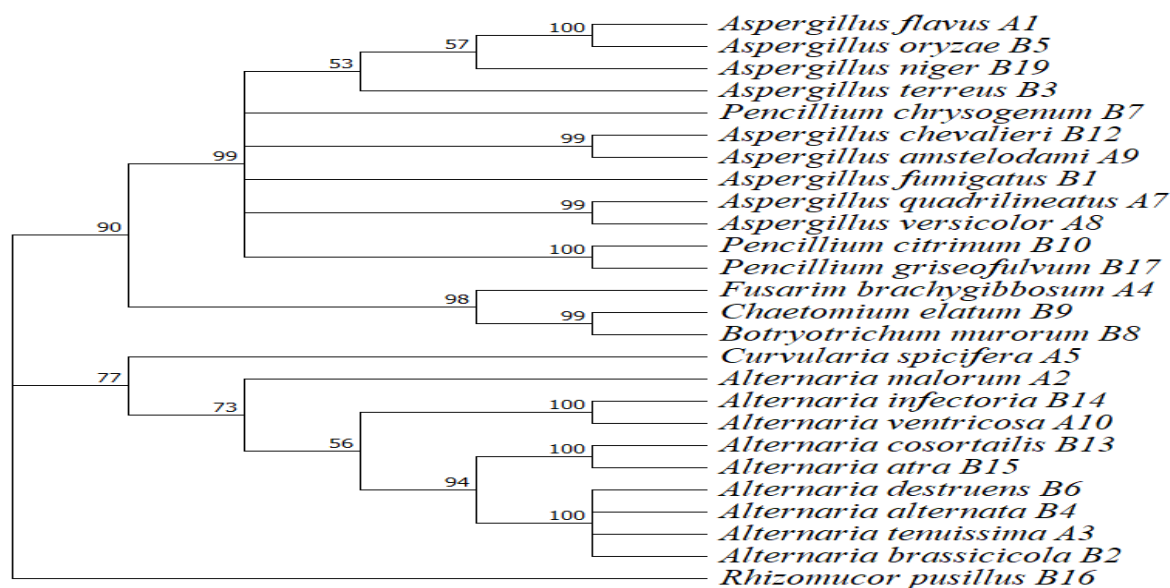 100
Aspergillus flavus A1
57
Aspergillus oryzae B5
53
Aspergillus niger B19
Aspergillus terreus B3
Pencillium chrysogenum B7
99
Aspergillus chevalieri B12
99
Aspergillus amstelodami A9
Aspergillus fumigatus B1
99
Aspergillus quadrilineatus A7
90
Aspergillus versicolor A8
100
Pencillium citrinum B10
Pencillium griseofulvum B17
98
Fusarim brachygibbosum A4
99
Chaetomium elatum B9
Botryotrichum murorum B8
77
Curvularia spicifera A5
Alternaria malorum A2
73
100
Alternaria infectoria B14
Alternaria ventricosa A10
56
100
Alternaria cosortailis B13
Alternaria atra B15
94
Alternaria destruens B6
100
Alternaria alternata B4
Alternaria tenuissima A3
Alternaria brassicicola B2
Rhizomucor pusillus B16